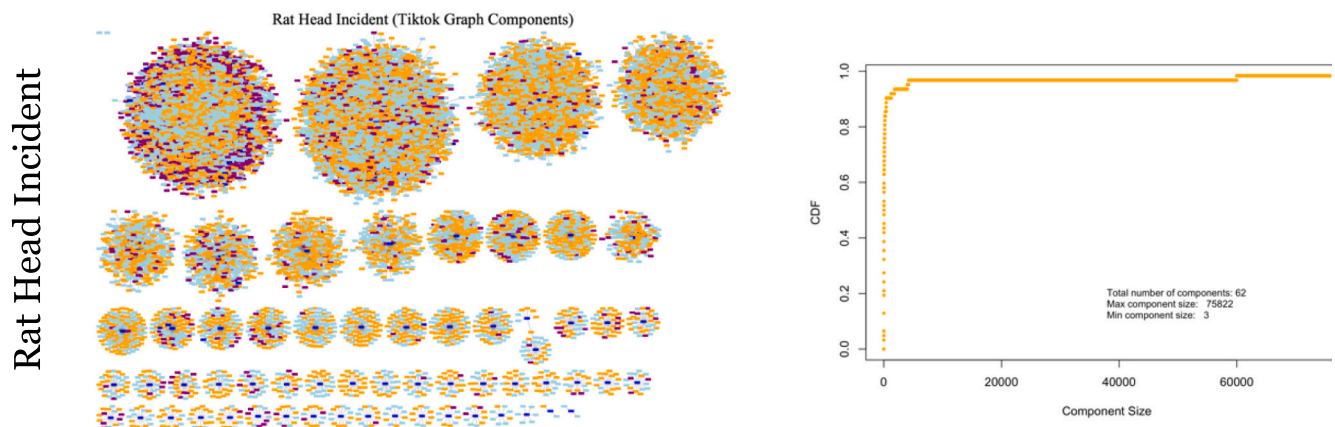 Rat Head Incident
Rat Head Incident (Tiktok Graph Components)
CDF
1.0
0.8
0.6
0.4
0.2
0.0
Total number of components: 62
Max component size: 75822
Min component size: 3
0 20000 40000 60000
Component Size